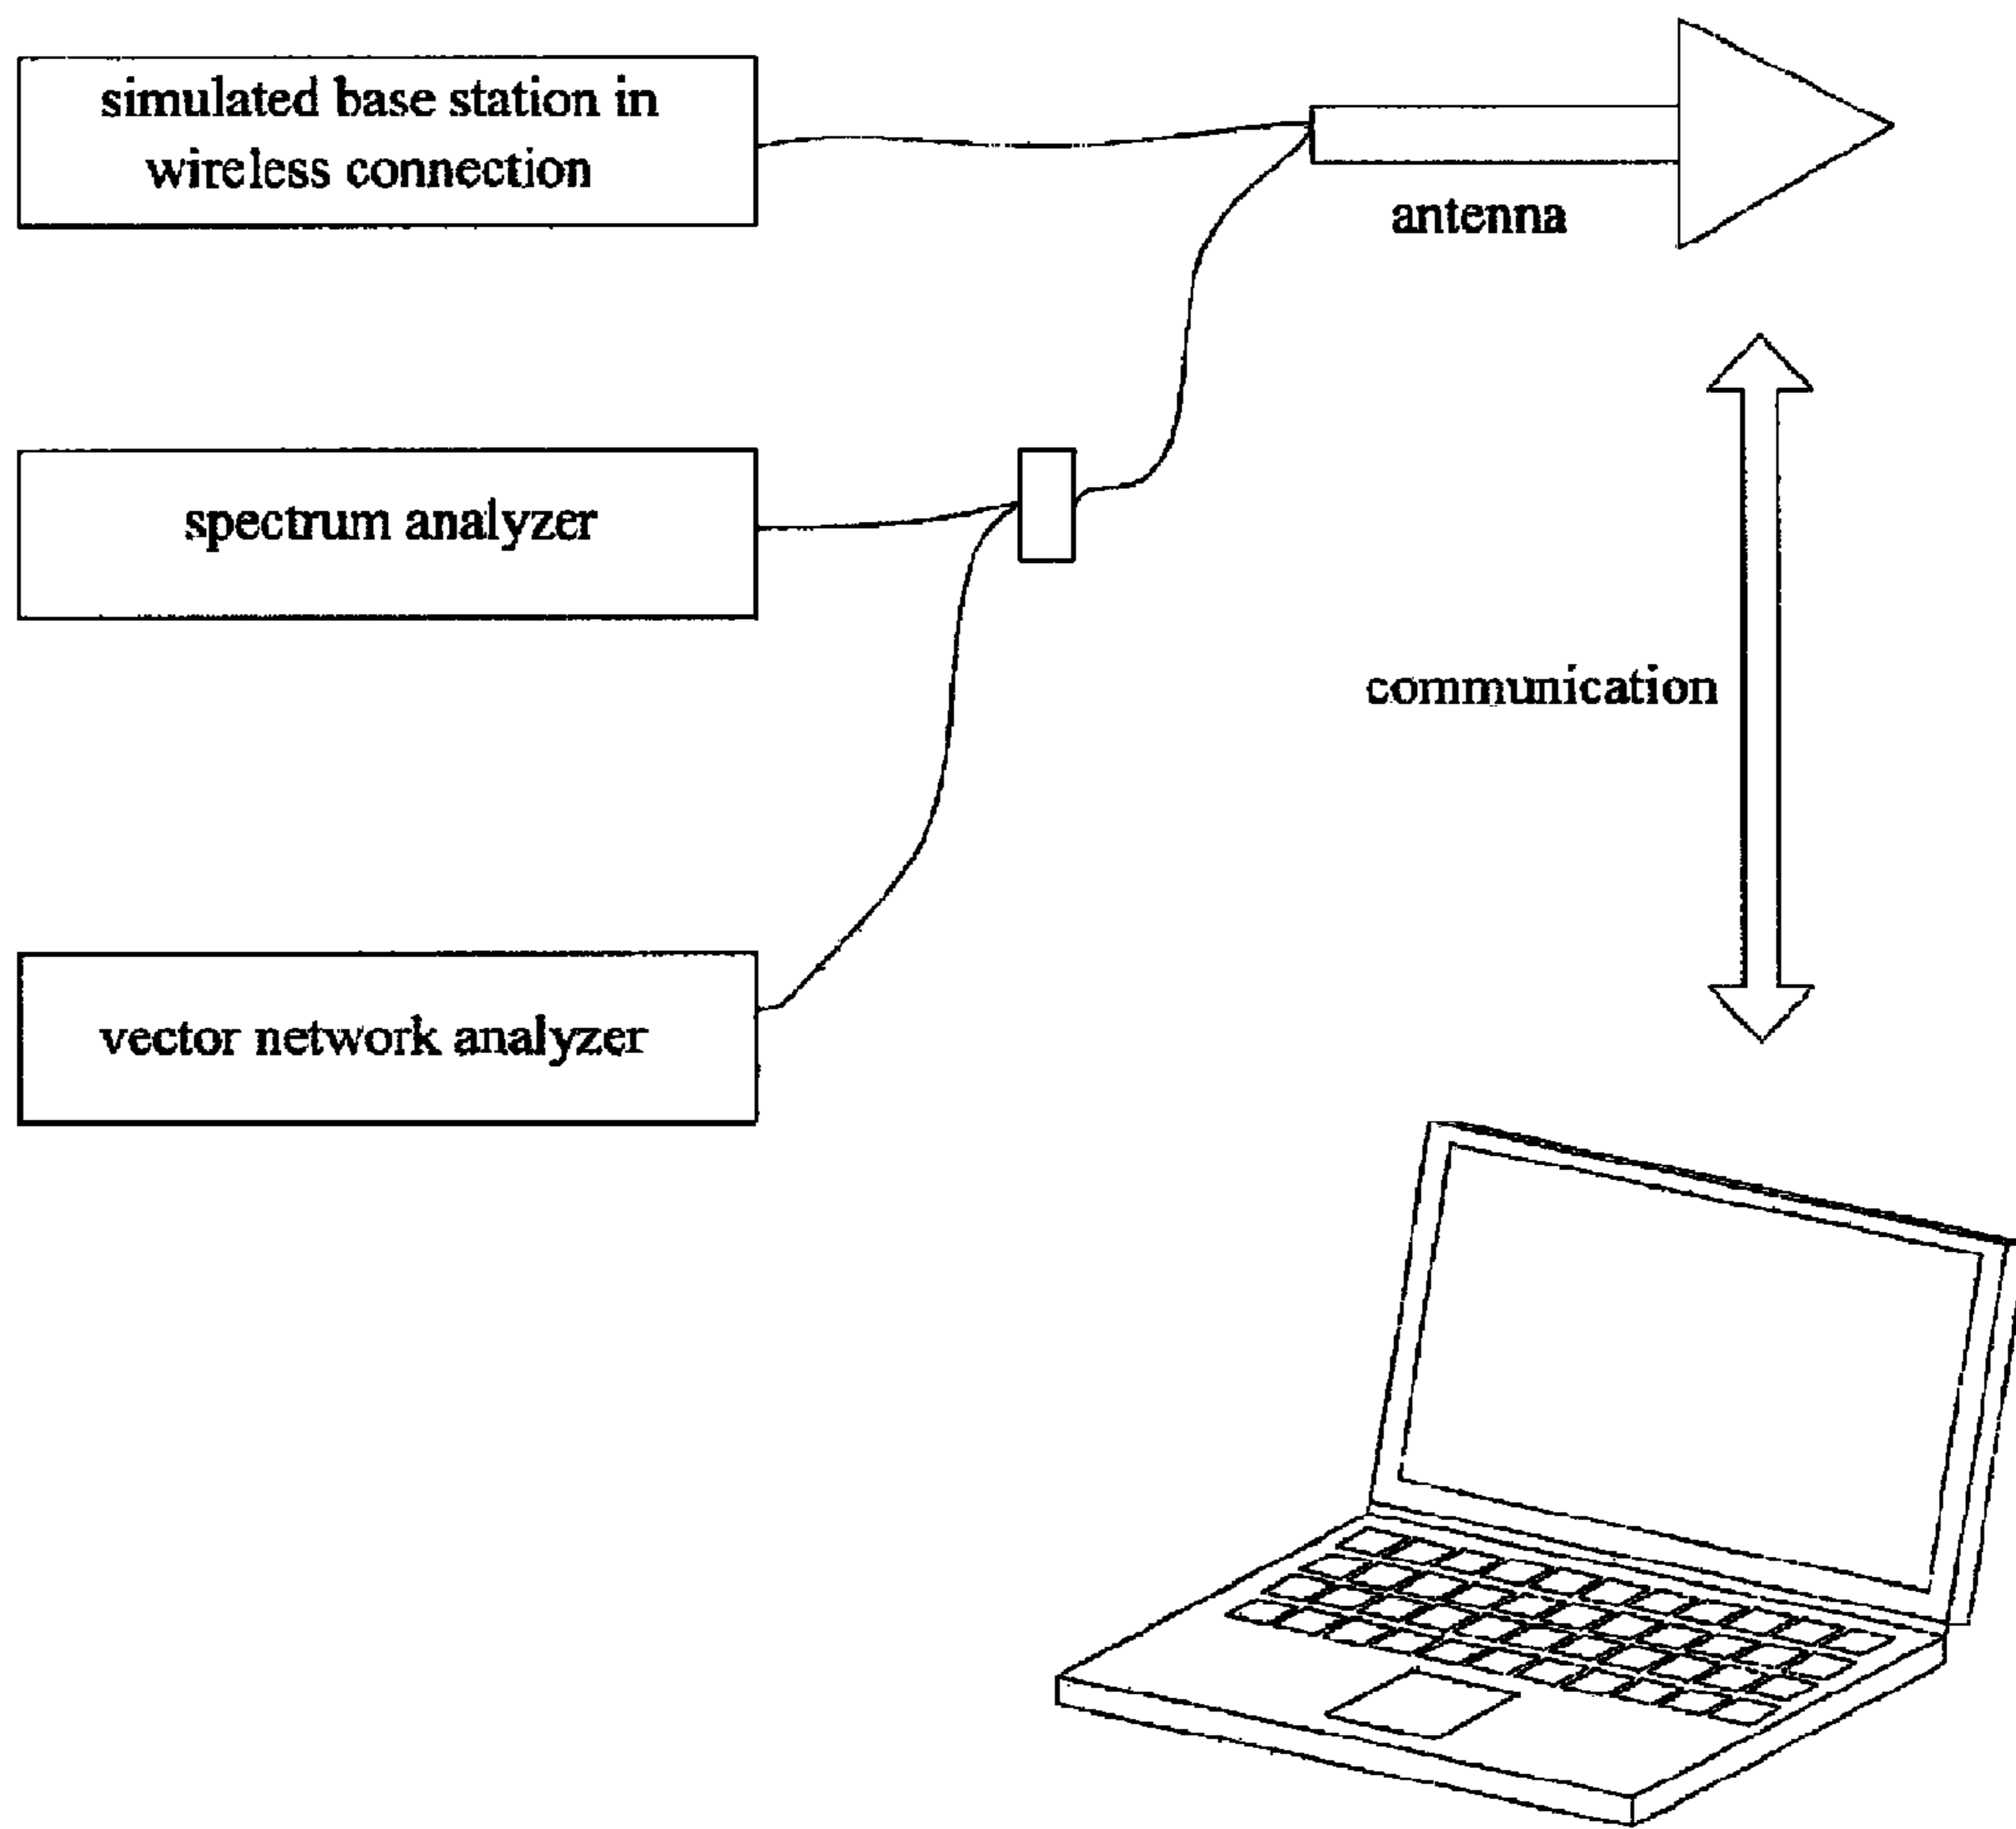 simulated base station in
wireless connection
antenna
spectrum analyzer
communication
vector network analyzer